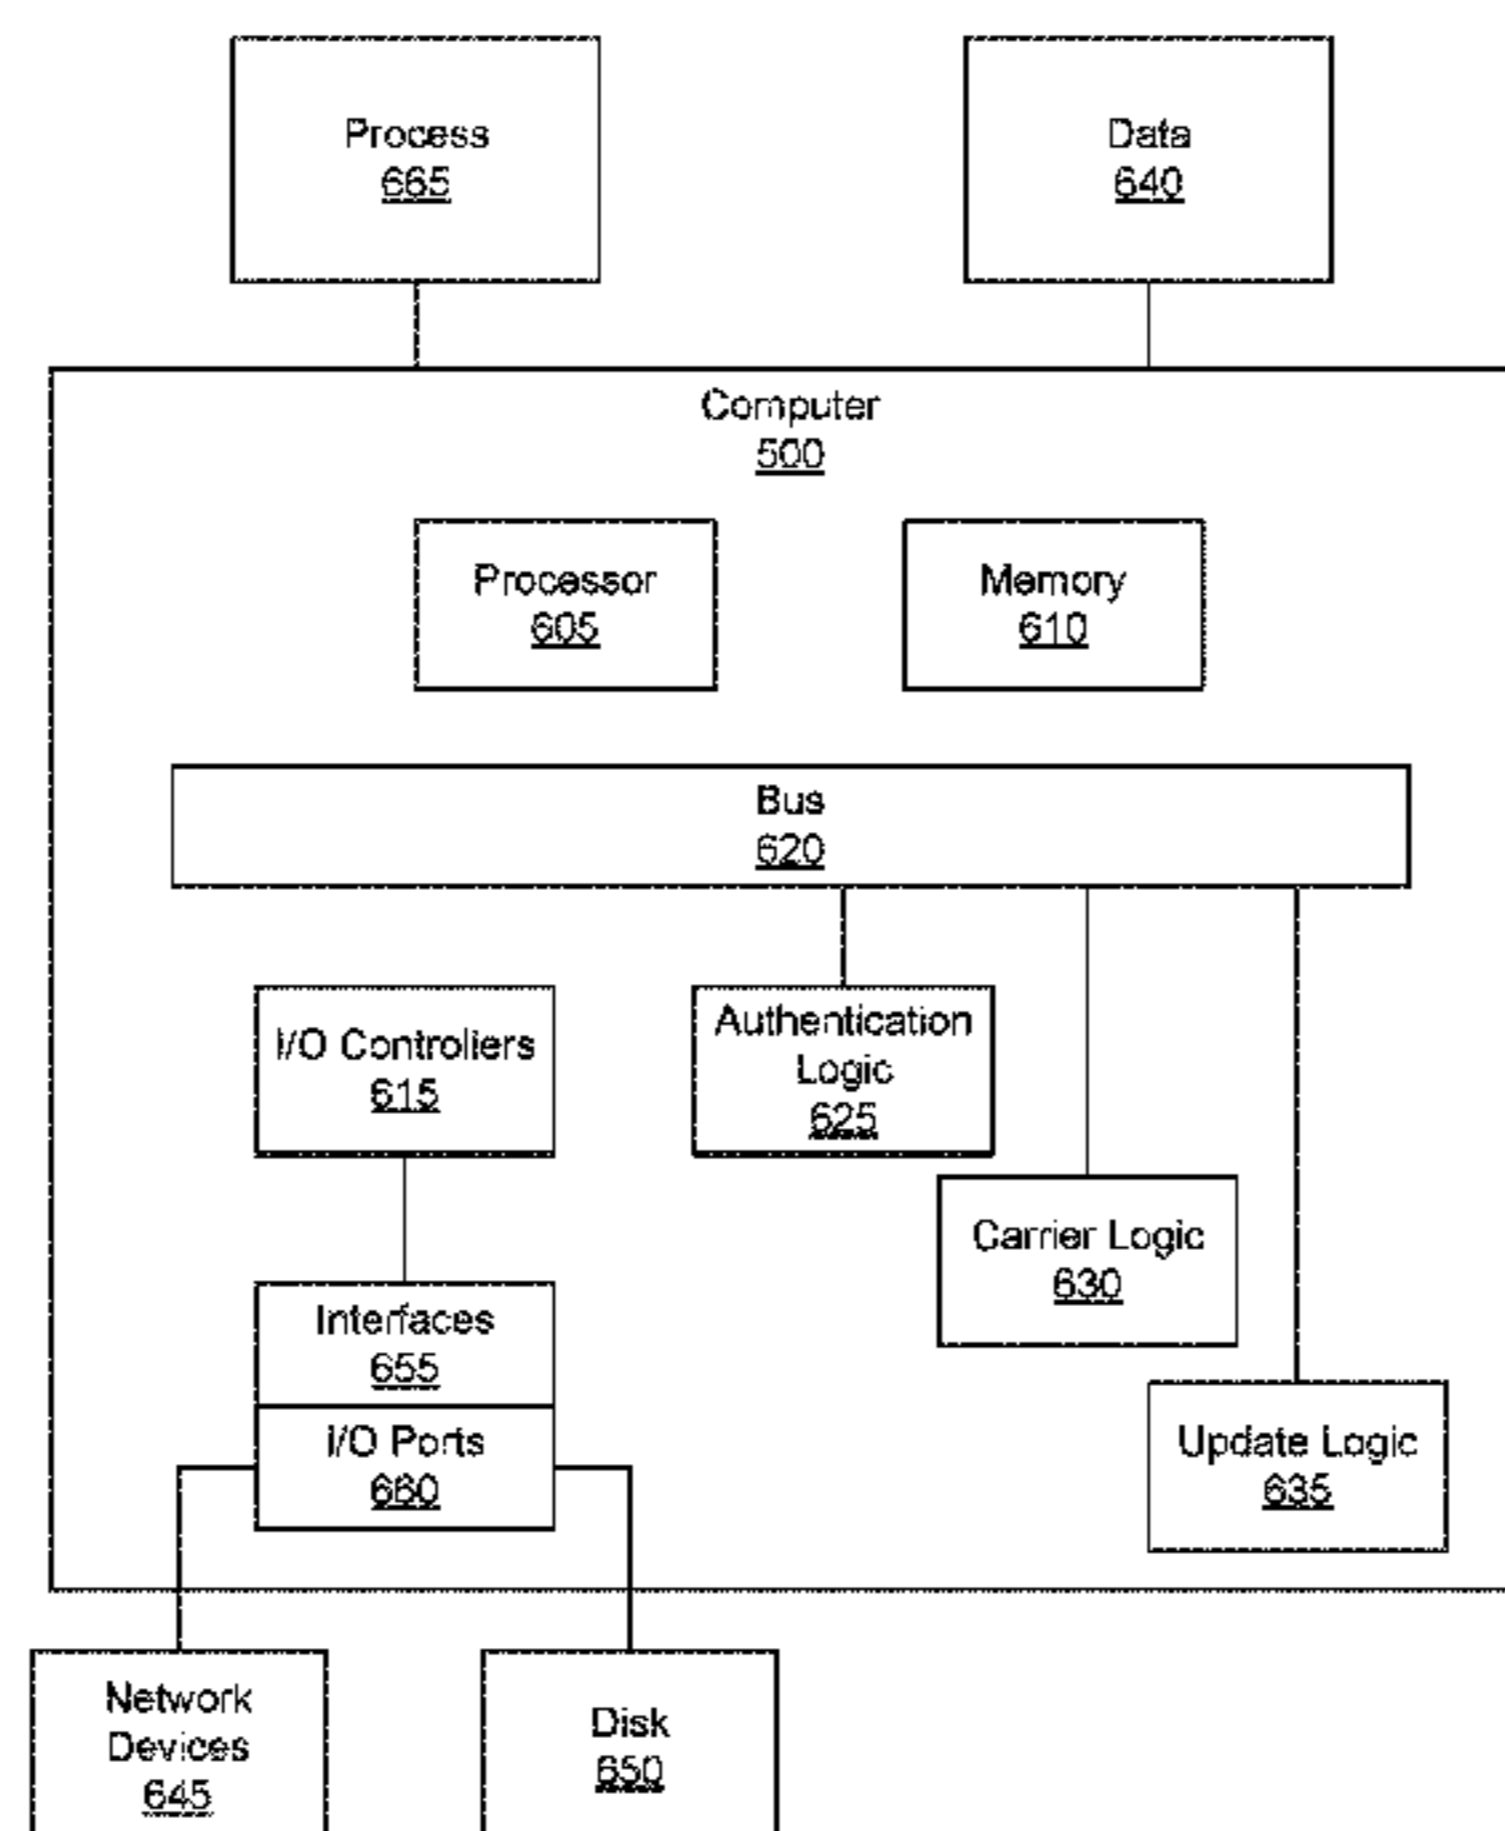 Process
665
Data
640
Computer
500
Processor
605
Memory
610
Bus
620
I/O Controllers
615
Authentication
Logic
625
Carrier Logic
630
Interfaces
655
I/O Ports
660
Update Logic
635
Network
Devices
645
Disk
650